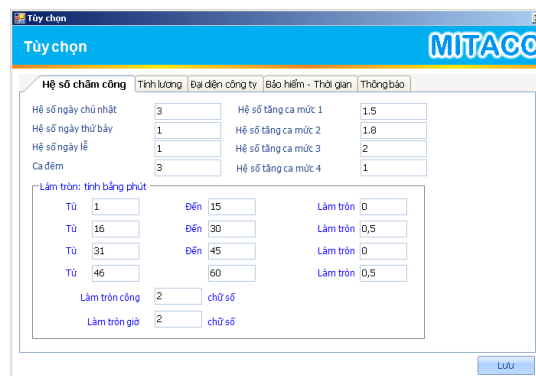 Tùy chọn
Tùy chọn MITACO
Hệ số chấm công Tính lương Đại diện công ty Bảo hiểm - Thời gian Thông báo
Hệ số ngày chủ nhật 3 Hệ số tăng ca mức 1 1.5
Hệ số ngày thứ bảy 1 Hệ số tăng ca mức 2 1.8
Hệ số ngày lễ 1 Hệ số tăng ca mức 3 2
Ca đêm 3 Hệ số tăng ca mức 4 1
Làm tròn: tính bằng phút
Từ 1 Đến 15 Làm tròn 0
Từ 16 Đến 30 Làm tròn 0,5
Từ 31 Đến 45 Làm tròn 0
Từ 46 60 Làm tròn 0,5
Làm tròn công 2 chữ số
Làm tròn giờ 2 chữ số
Lưu